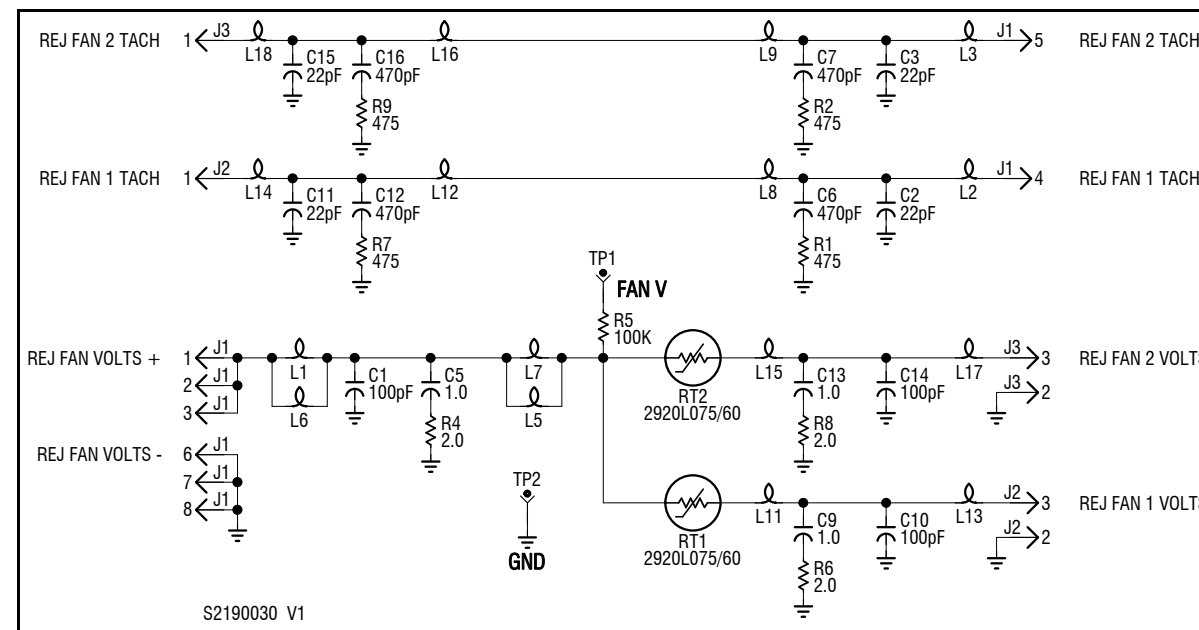 REJ FAN 2 TACH 1 J3 L18 C15 22pF C16 470pF L16 L9 C7 470pF C3 22pF L3 J1 5 REJ FAN 2 TACH
R9 475 R2 475
REJ FAN 1 TACH 1 J2 L14 C11 22pF C12 470pF L12 L8 C6 470pF C2 22pF L2 J1 4 REJ FAN 1 TACH
R7 475 R1 475
TP1
FAN V
R5 100K
REJ FAN VOLTS + 1 J1 L1 C1 100pF C5 1.0 L7 RT2 2920L075/60 L15 C13 1.0 C14 100pF L17 J3 3 REJ FAN 2 VOLTS
2 J1 L6 L5 J3 2
3 J1 R4 2.0 R8 2.0
REJ FAN VOLTS - 6 J1
7 J1 TP2
8 J1 RT1 2920L075/60 L11 C9 1.0 C10 100pF L13 J2 3 REJ FAN 1 VOLTS
J2 2
GND
R6 2.0
S2190030 V1